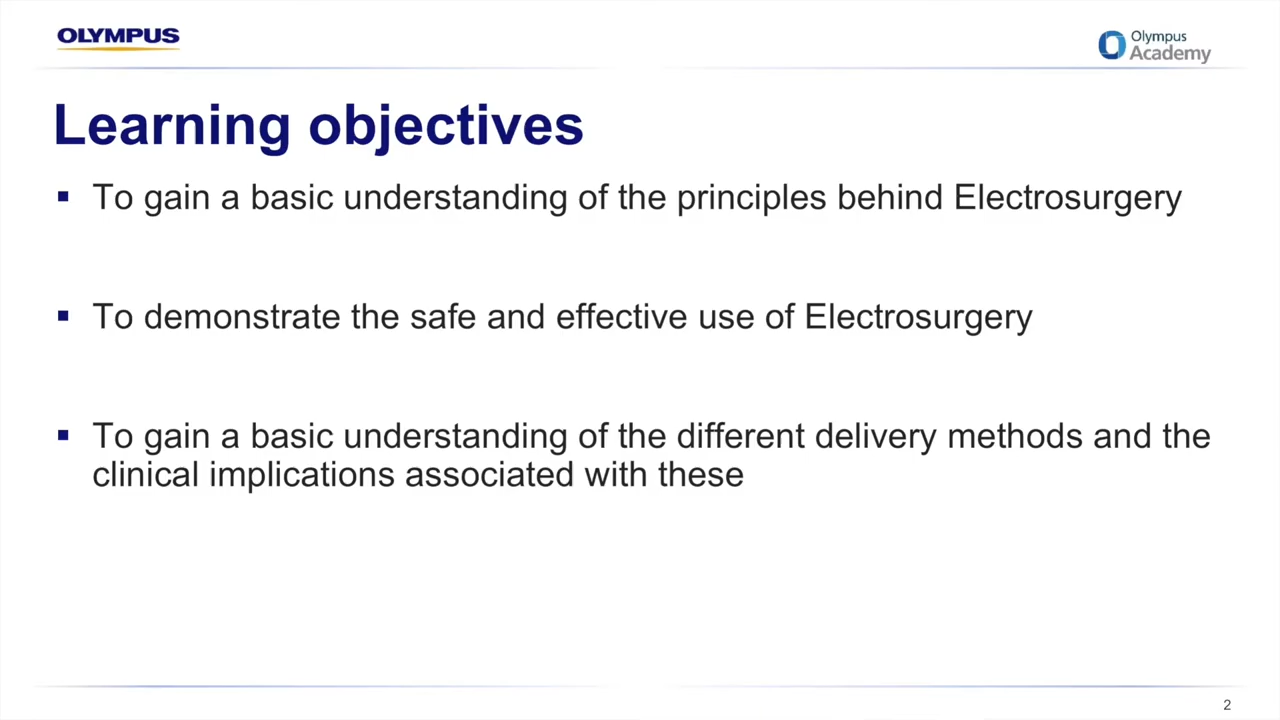 OLYMPUS
Olympus
Academy
Learning objectives
▪ To gain a basic understanding of the principles behind Electrosurgery
▪ To demonstrate the safe and effective use of Electrosurgery
▪ To gain a basic understanding of the different delivery methods and the
clinical implications associated with these
2